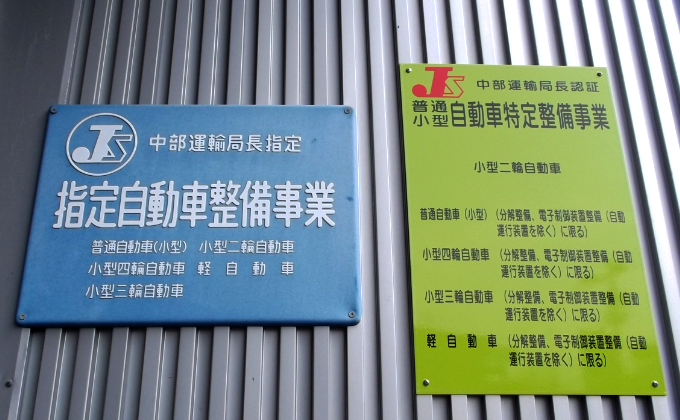 JS 中部運輸局長指定
指定自動車整備事業
普通自動車(小型) 小型二輪自動車
小型四輪自動車 軽自動車
小型三輪自動車
JS 中部運輸局長認証
普通小型自動車特定整備事業
小型二輪自動車
普通自動車(小型)(分解整備、電子制御装置整備(自動
運行装置を除く)に限る)
小型四輪自動車(分解整備、電子制御装置整備(自動
運行装置を除く)に限る)
小型三輪自動車(分解整備、電子制御装置整備(自動
運行装置を除く)に限る)
軽自動車(分解整備、電子制御装置整備(自動
運行装置を除く)に限る)